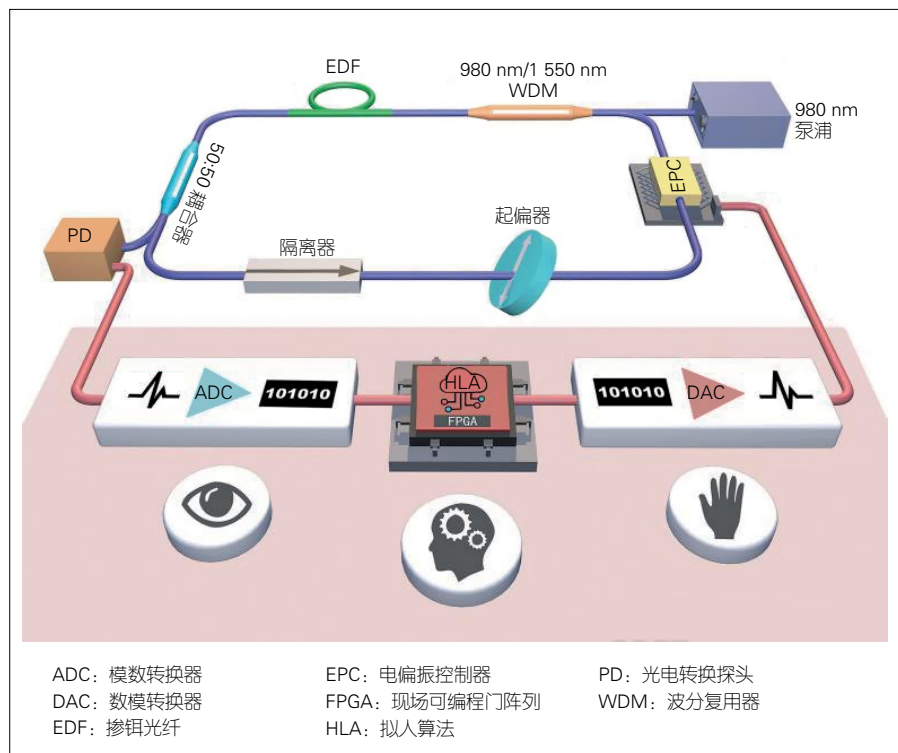 EDF
980 nm/1 550 nm
WDM
980 nm
泵浦
50:50 耦合器
EPC
PD
隔离器
起偏器
ADC
101010
HLA
FPGA
101010
DAC
ADC：模数转换器
EPC：电偏振控制器
PD：光电转换探头
DAC：数模转换器
FPGA：现场可编程门阵列
WDM：波分复用器
EDF：掺铒光纤
HLA：拟人算法